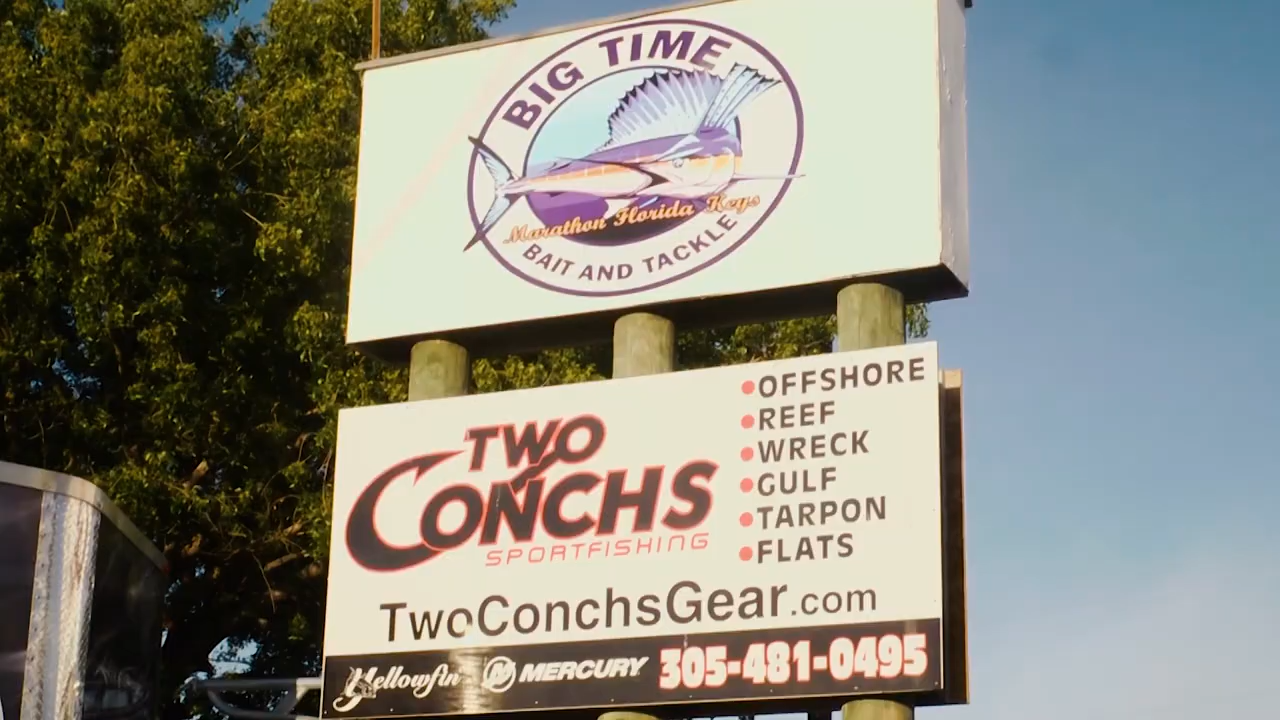 BIG TIME
Marathon Florida Keys
BAIT AND TACKLE
TWO
CONCHS
SPORTFISHING
•OFFSHORE
•REEF
•WRECK
•GULF
•TARPON
•FLATS
TwoConchsGear.com
Yellowfin MERCURY 305-481-0495